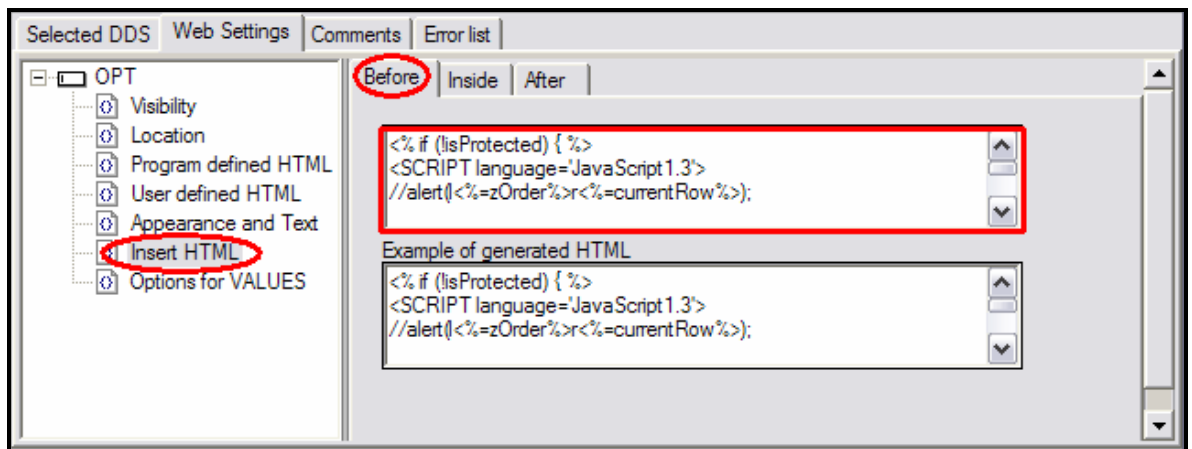 Selected DDS Web Settings Comments Error list
OPT
Visibility
Location
Program defined HTML
User defined HTML
Appearance and Text
Insert HTML
Options for VALUES
Before Inside After
<% if (!isProtected) { %>
<SCRIPT language='JavaScript1.3'>
//alert(l<%=zOrder%>r<%=currentRow%>);
Example of generated HTML
<% if (!isProtected) { %>
<SCRIPT language='JavaScript1.3'>
//alert(l<%=zOrder%>r<%=currentRow%>);